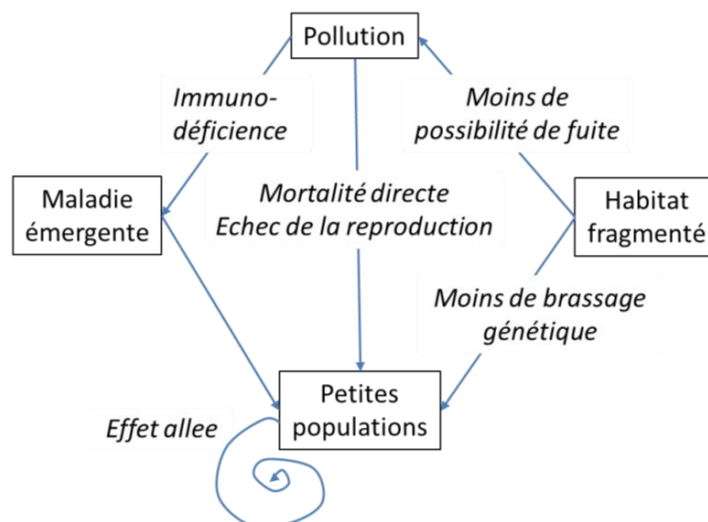 Pollution
Immuno-
déficience
Moins de
possibilité de fuite
Maladie
émergente
Mortalité directe
Echec de la reproduction
Habitat
fragmenté
Moins de brassage
génétique
Petites
populations
Effet allee